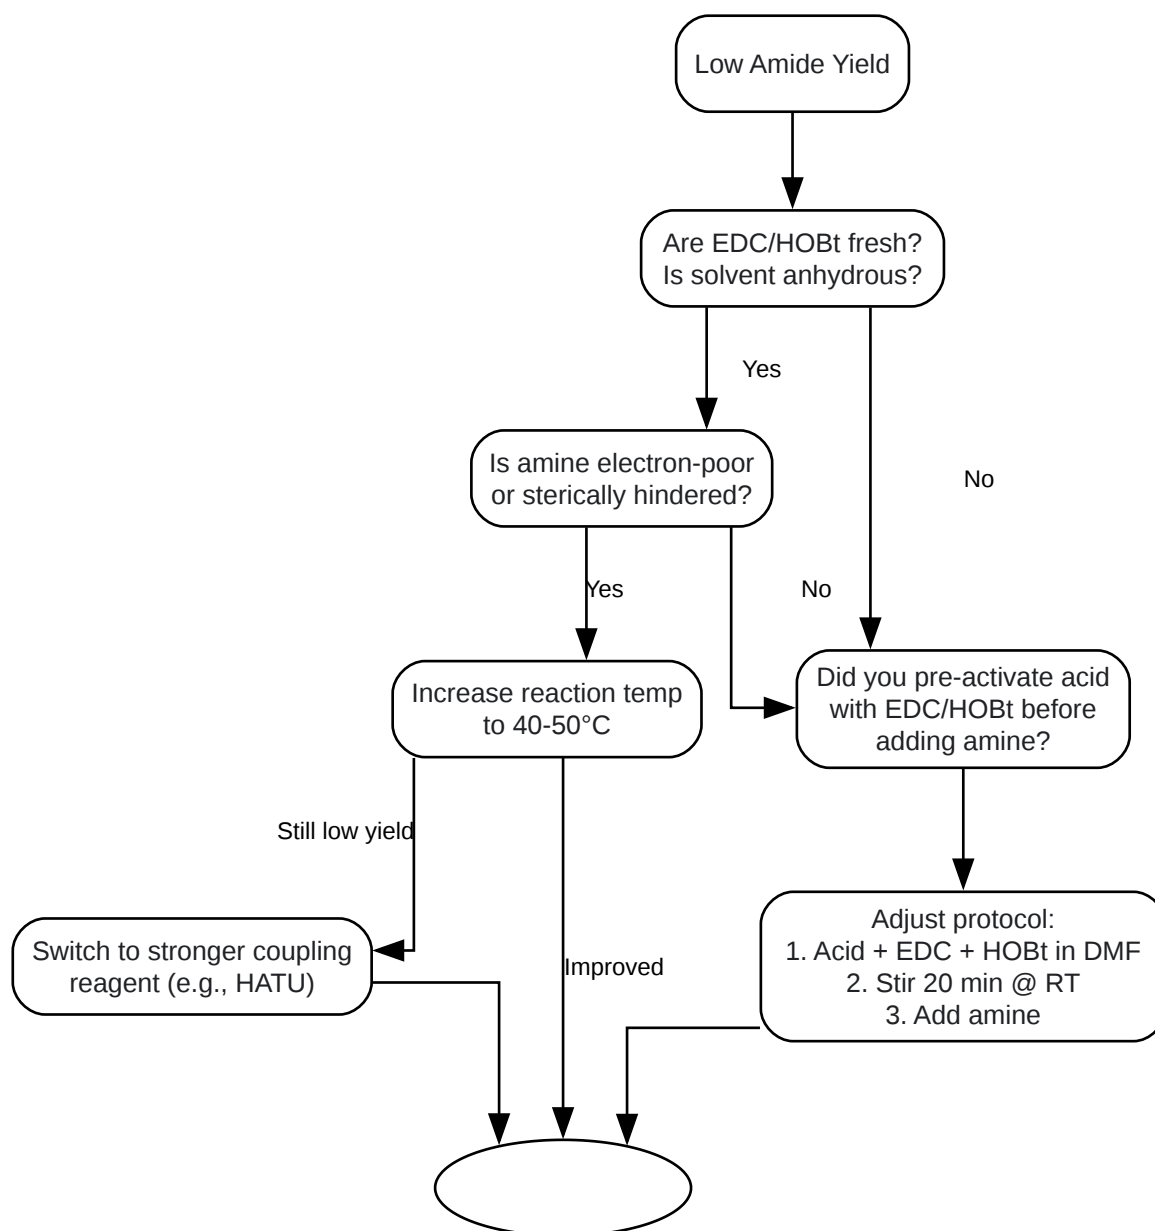 Low Amide Yield
Are EDC/HOBt fresh?
Is solvent anhydrous?
Yes
Is amine electron-poor
or sterically hindered?
No
Yes
No
Increase reaction temp
to 40-50°C
Did you pre-activate acid
with EDC/HOBt before
adding amine?
Still low yield
Switch to stronger coupling
reagent (e.g., HATU)
Improved
Adjust protocol:
1. Acid + EDC + HOBt in DMF
2. Stir 20 min @ RT
3. Add amine